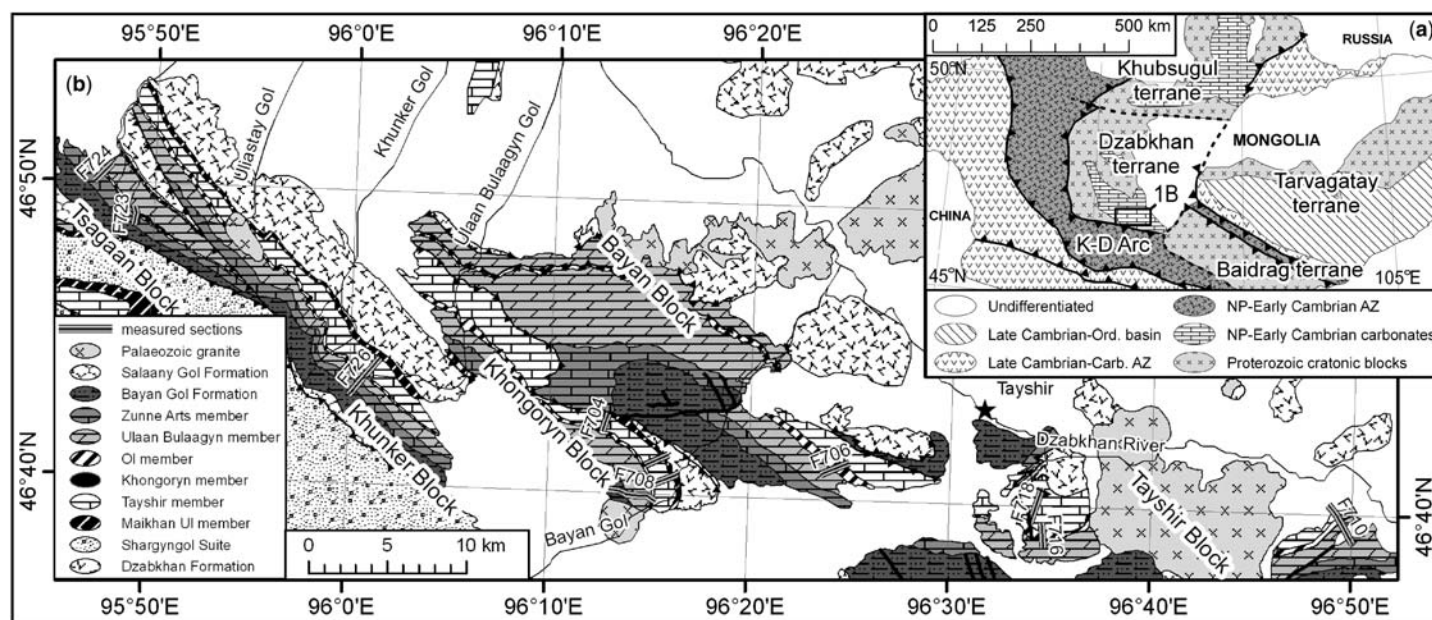 95°50'E
96°0'E
96°10'E
96°20'E
(a)
0 125 250 500 km
RUSSIA
50°N
Khubsugul
terrane
MONGOLIA
Dzabkhan
terrane
1B
Tarvagatay
terrane
CHINA
K-D Arc
Baidrag terrane
45°N
105°E
Undifferentiated
NP-Early Cambrian AZ
Late Cambrian-Ord. basin
NP-Early Cambrian carbonates
Late Cambrian-Carb. AZ
Proterozoic cratonic blocks
(b)
46°50'N
46°40'N
46°50'N
46°40'N
Uliastay Gol
Khunker Gol
Ulaan Bulaagyn Gol
F724
F723
Tsagan Block
Bayan Block
F726
Khunker Block
Khongoryn Block
F704
F708
F706
Bayan Gol
Tayshir
Dzabkhan River
F718
F716
Tayshir Block
F710
measured sections
Palaeozoic granite
Salaany Gol Formation
Bayan Gol Formation
Zunne Arts member
Ulaan Bulaagyn member
Ol member
Khongoryn member
Tayshir member
Maikhan Ul member
Shargyngol Suite
Dzabkhan Formation
0 5 10 km
95°50'E
96°0'E
96°10'E
96°20'E
96°30'E
96°40'E
96°50'E